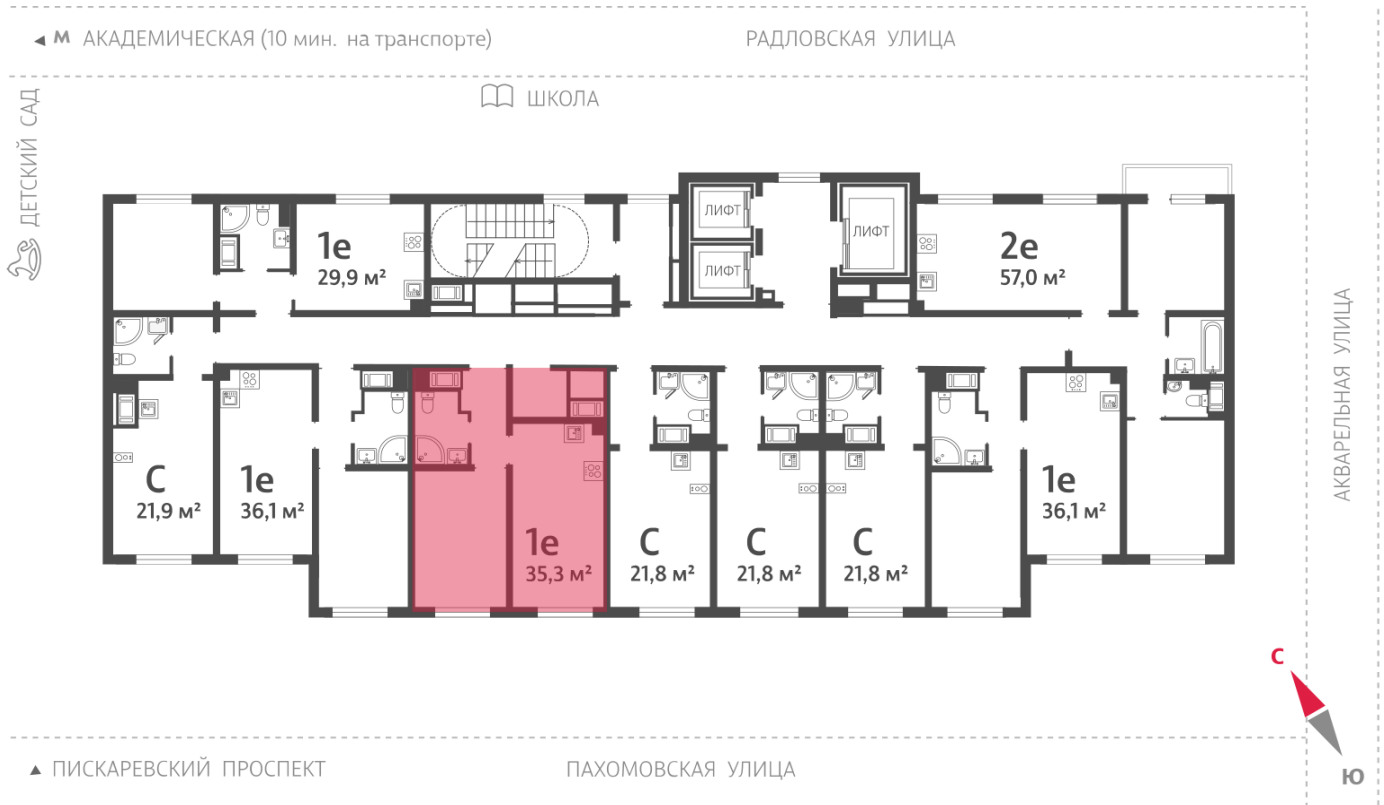 М АКАДЕМИЧЕСКАЯ (10 мин. на транспорте)
РАДЛОВСКАЯ УЛИЦА
ШКОЛА
ДЕТСКИЙ САД
ЛИФТ
ЛИФТ
ЛИФТ
1е
29,9 м²
2е
57,0 м²
АКВАРЕЛЬНАЯ УЛИЦА
С
21,9 м²
1е
36,1 м²
1е
35,3 м²
С
21,8 м²
С
21,8 м²
С
21,8 м²
1е
36,1 м²
С
Ю
ПИСКАРЕВСКИЙ ПРОСПЕКТ
ПАХОМОВСКАЯ УЛИЦА